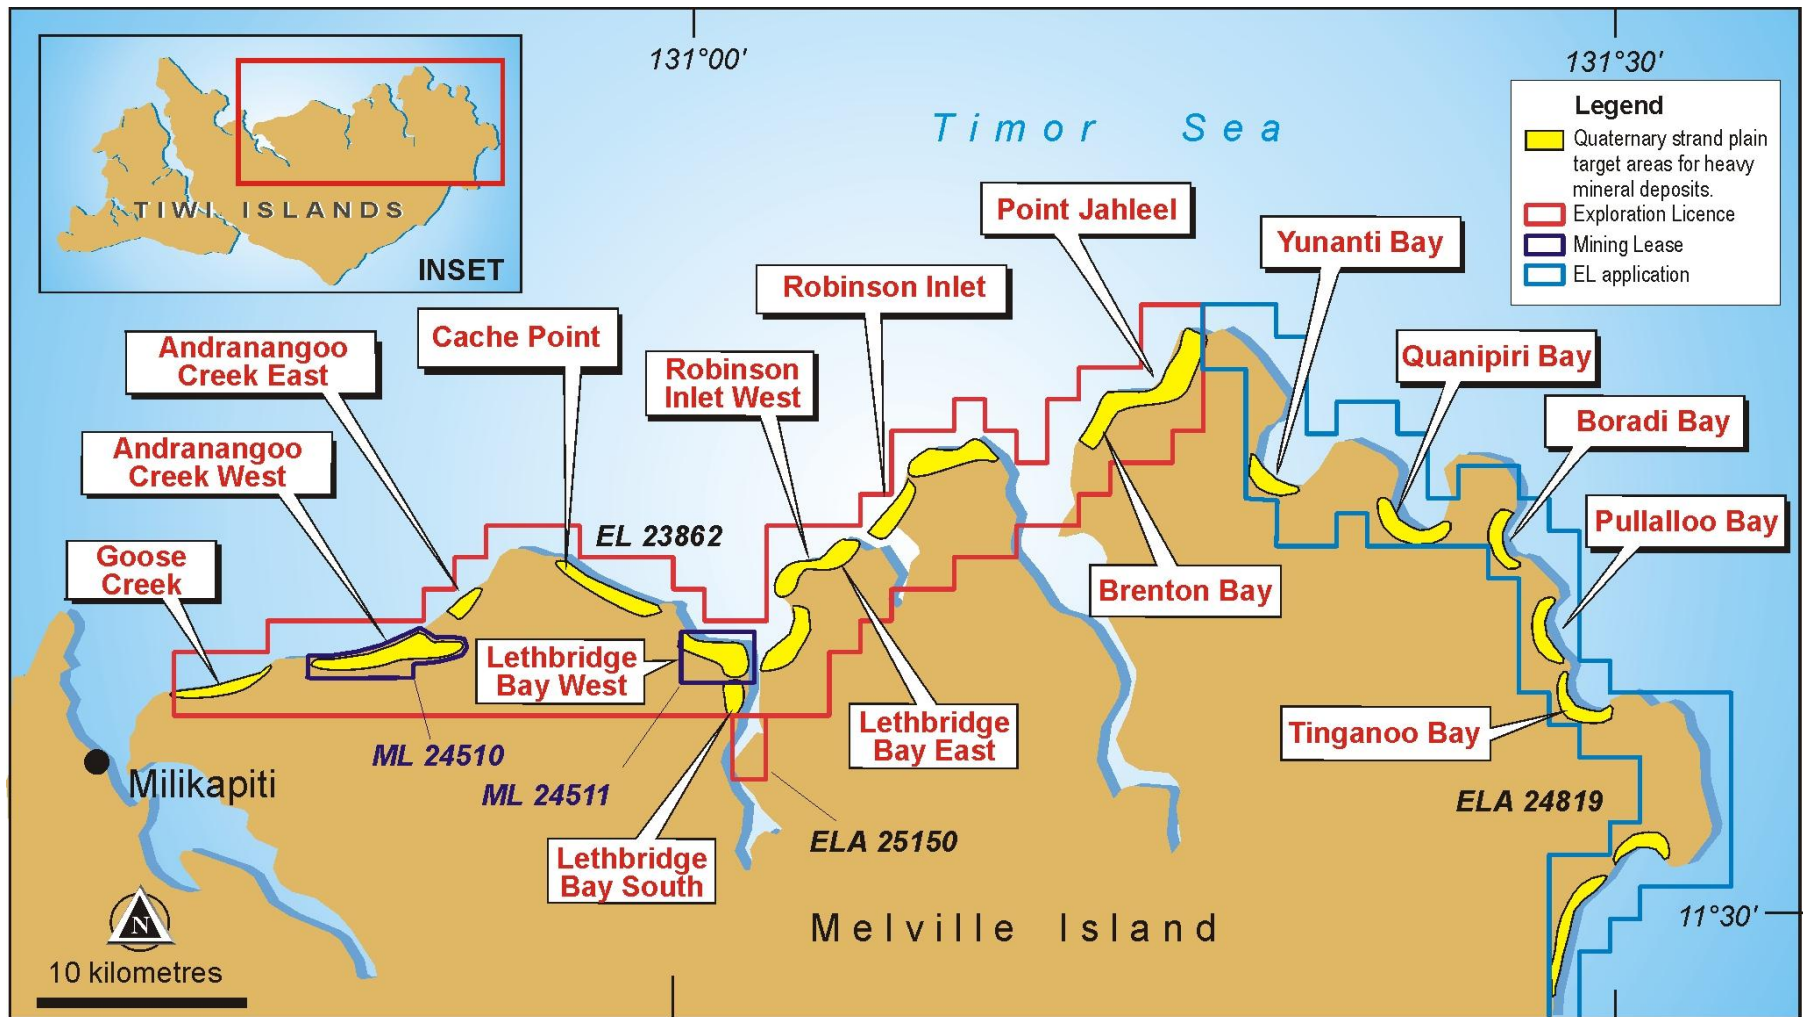 131°00'
131°30'
TIWI ISLANDS
INSET
Timor Sea
Legend
Quaternary strand plain
target areas for heavy
mineral deposits.
Exploration Licence
Mining Lease
EL application
Point Jahleel
Yunanti Bay
Robinson Inlet
Cache Point
Andranangoo
Creek East
Robinson
Inlet West
Quanipiri Bay
Boradi Bay
Andranangoo
Creek West
Pullalloo Bay
EL 23862
Goose
Creek
Brenton Bay
Lethbridge
Bay West
Lethbridge
Bay East
Tinganoo Bay
ML 24510
ML 24511
Milikapiti
ELA 24819
ELA 25150
Lethbridge
Bay South
Melville Island
11°30'
N
10 kilometres